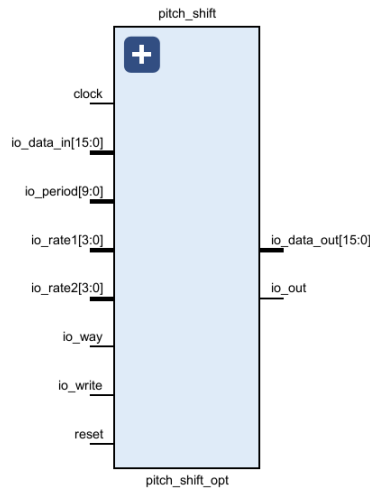 pitch_shift
clock
io_data_in[15:0]
io_period[9:0]
io_rate1[3:0]
io_data_out[15:0]
io_rate2[3:0]
io_out
io_way
io_write
reset
pitch_shift_opt